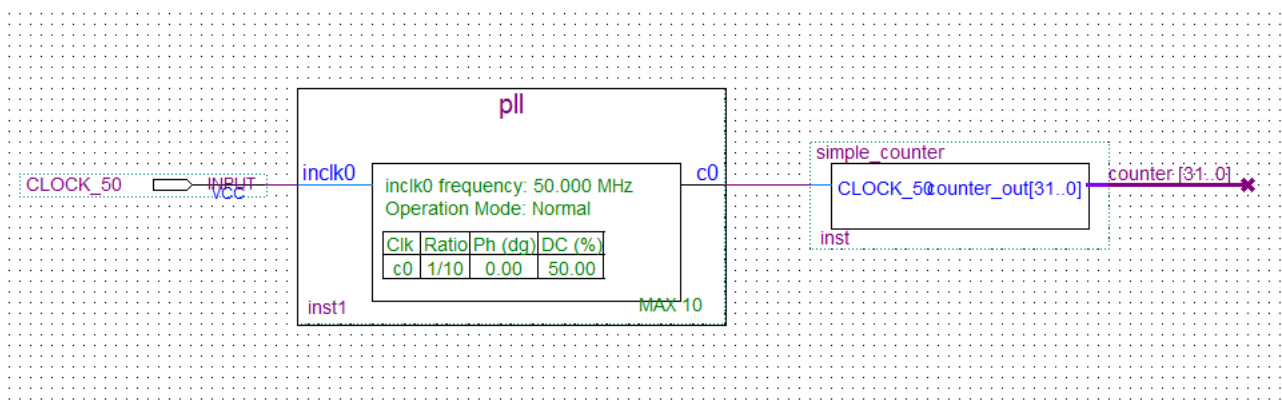 pll
simple_counter
CLOCK_50
INPUT
VCC
inclk0
c0
inclk0 frequency: 50.000 MHz
Operation Mode: Normal
Clk Ratio Ph (dg) DC (%)
c0 1/10 0.00 50.00
inst1
MAX 10
CLOCK_50
counter_out[31..0]
counter [31..0]
inst